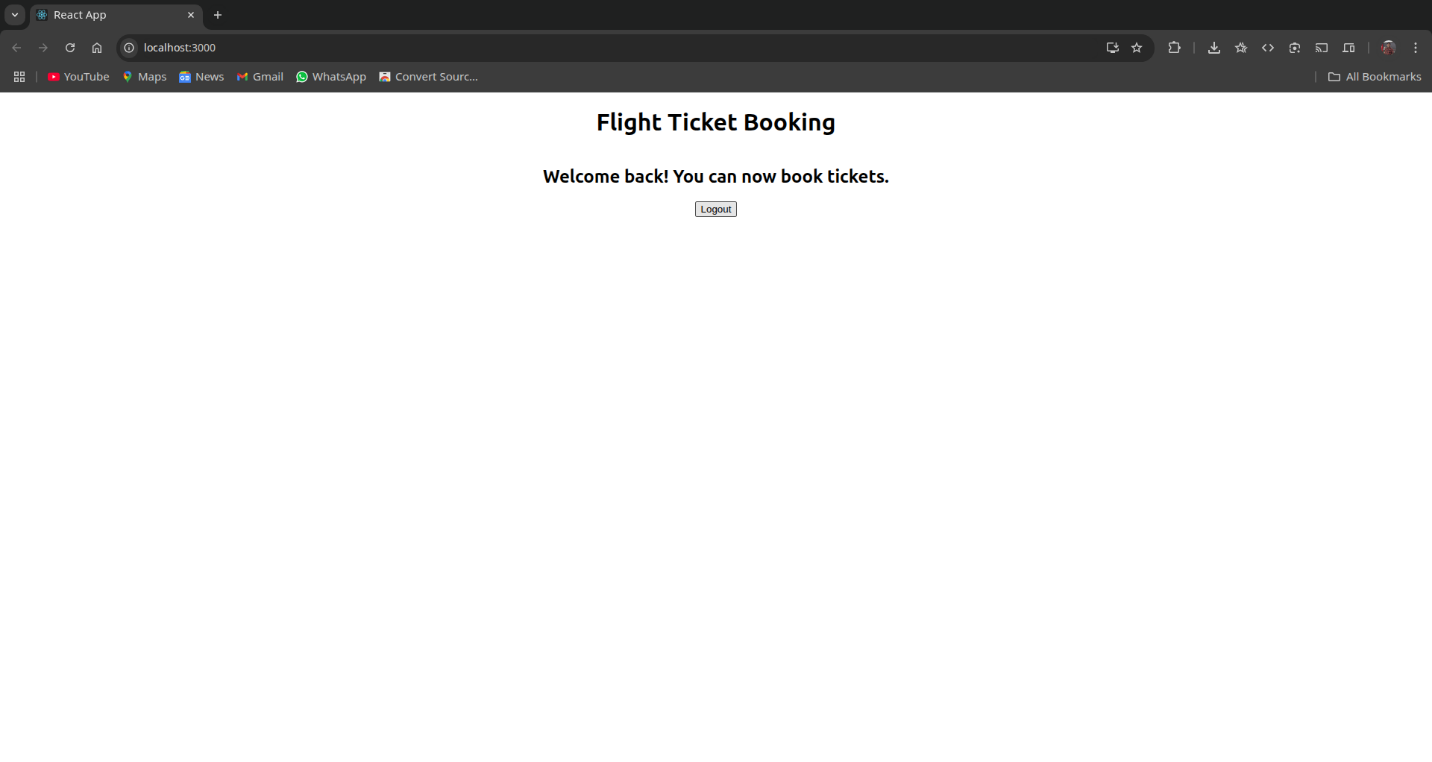 React App
localhost:3000
YouTube Maps News Gmail WhatsApp Convert Sourc... All Bookmarks
Flight Ticket Booking
Welcome back! You can now book tickets.
Logout